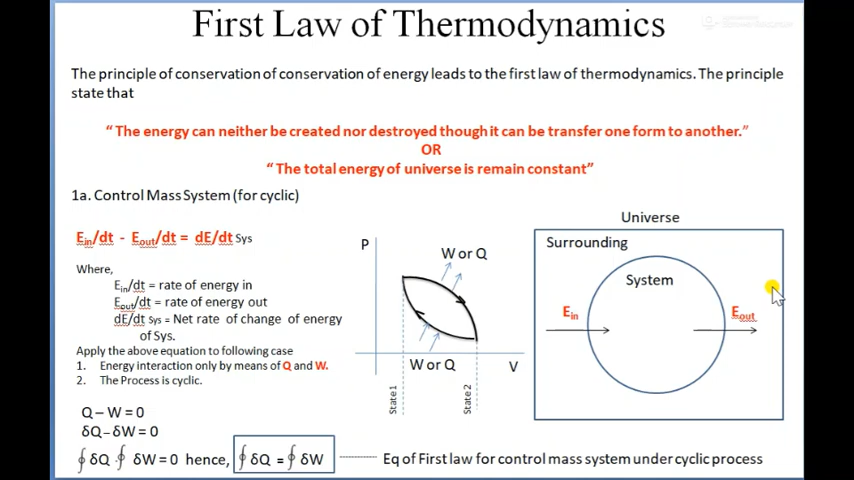 First Law of Thermodynamics
The principle of conservation of conservation of energy leads to the first law of thermodynamics. The principle
state that
“ The energy can neither be created nor destroyed though it can be transfer one form to another.”
OR
“ The total energy of universe is remain constant”
1a. Control Mass System (for cyclic)
Universe
Surrounding
System
E_in
E_out
E_in/dt - E_out/dt = dE/dt Sys
Where,
E_in/dt = rate of energy in
E_out/dt = rate of energy out
dE/dt Sys = Net rate of change of energy
of Sys.
Apply the above equation to following case
1. Energy interaction only by means of Q and W.
2. The Process is cyclic.
P
W or Q
W or Q
V
State 1
State 2
Q – W = 0
δQ – δW = 0
∮ δQ - ∮ δW = 0 hence, ∮ δQ = ∮ δW ---------- Eq of First law for control mass system under cyclic process